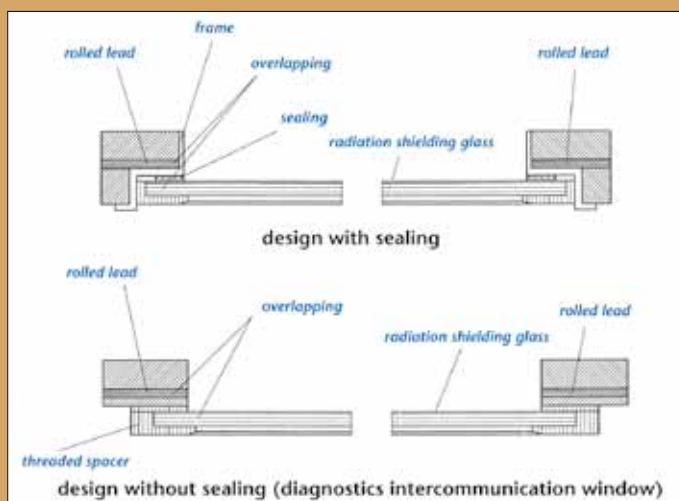 frame
rolled lead
overlapping
rolled lead
sealing
radiation shielding glass
design with sealing
rolled lead
overlapping
rolled lead
radiation shielding glass
threaded spacer
design without sealing (diagnostics intercommunication window)